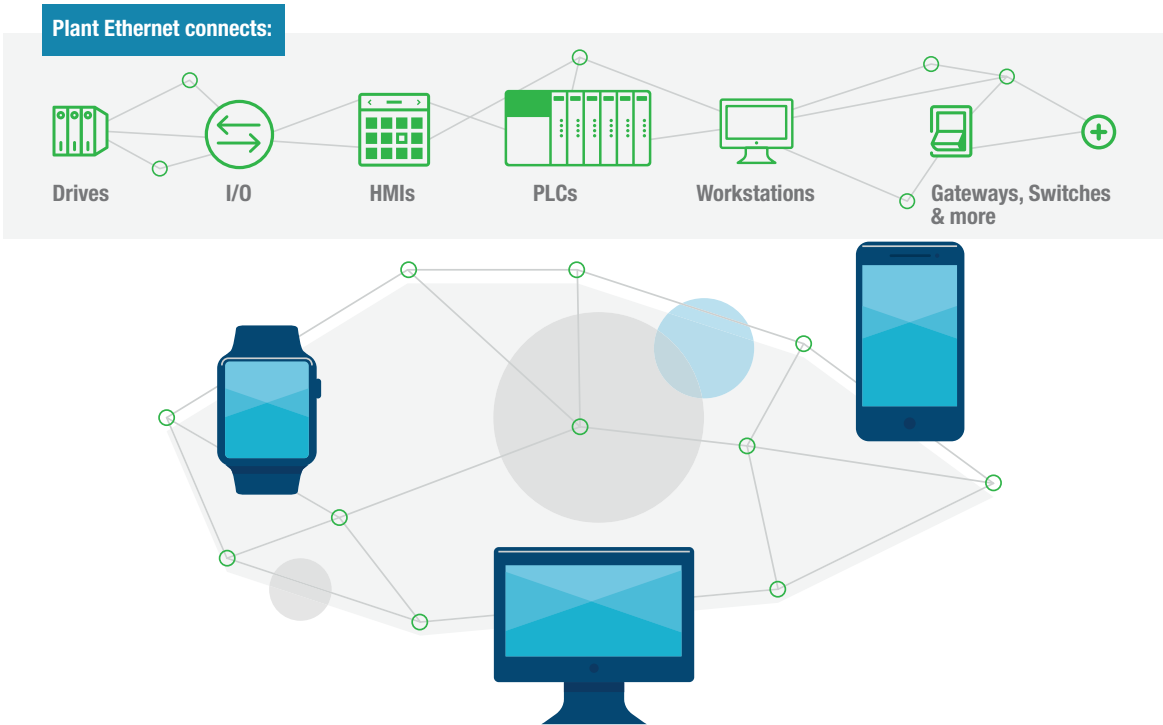 Plant Ethernet connects:
Drives
I/O
HMIs
PLCs
Workstations
Gateways, Switches
& more